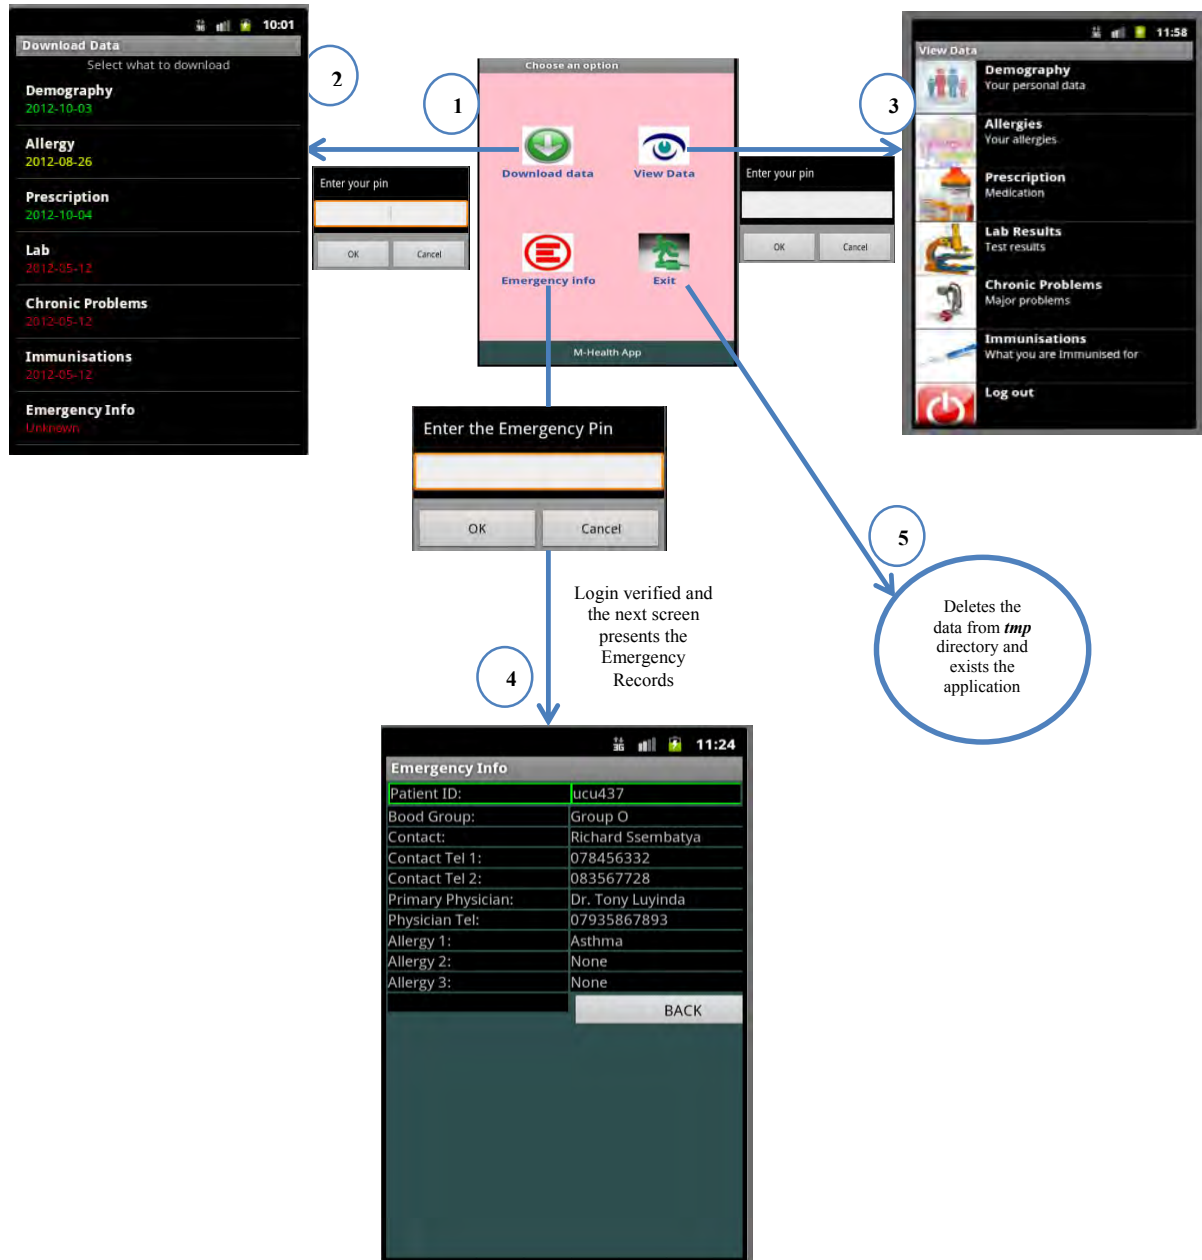 10:01
Download Data
Select what to download
Demography
2012-10-03
Allergy
2012-08-26
Prescription
2012-10-04
Lab
2012-05-12
Chronic Problems
2012-05-12
Immunisations
2012-05-12
Emergency Info
Unknown
2
Enter your pin
OK Cancel
1
Choose an option
Download data View Data
Emergency info Exit
M-Health App
3
Enter your pin
OK Cancel
3G 11:58
View Data
Demography
Your personal data
Allergies
Your allergies
Prescription
Medication
Lab Results
Test results
Chronic Problems
Major problems
Immunisations
What you are Immunised for
Log out
Enter the Emergency Pin
OK Cancel
Login verified and
the next screen
presents the
Emergency
Records
4
5
Deletes the
data from tmp
directory and
exists the
application
3G 11:24
Emergency Info
Patient ID: ucu437
Bood Group: Group O
Contact: Richard Ssembatya
Contact Tel 1: 078456332
Contact Tel 2: 083567728
Primary Physician: Dr. Tony Luyinda
Physician Tel: 07935867893
Allergy 1: Asthma
Allergy 2: None
Allergy 3: None
BACK